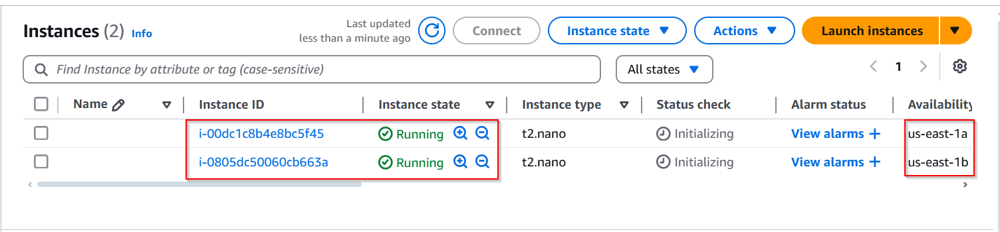 Instances (2) Info
Last updated
less than a minute ago
Connect
Instance state
Actions
Launch instances
Find Instance by attribute or tag (case-sensitive)
All states
1
Name Instance ID Instance state Instance type Status check Alarm status Availability
i-00dc1c8b4e8bc5f45 Running t2.nano Initializing View alarms + us-east-1a
i-0805dc50060cb663a Running t2.nano Initializing View alarms + us-east-1b